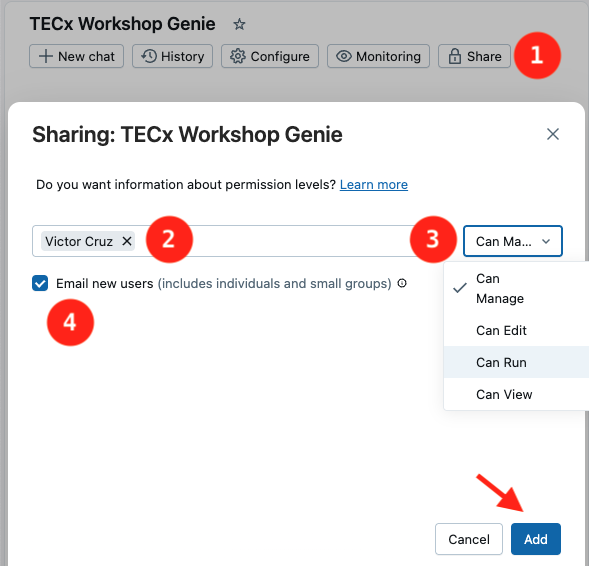 TECx Workshop Genie
New chat History Configure Monitoring Share 1
Sharing: TECx Workshop Genie
Do you want information about permission levels? Learn more
Victor Cruz 2 3 Can Ma...
Email new users (includes individuals and small groups)
4
Can
Manage
Can Edit
Can Run
Can View
Cancel Add